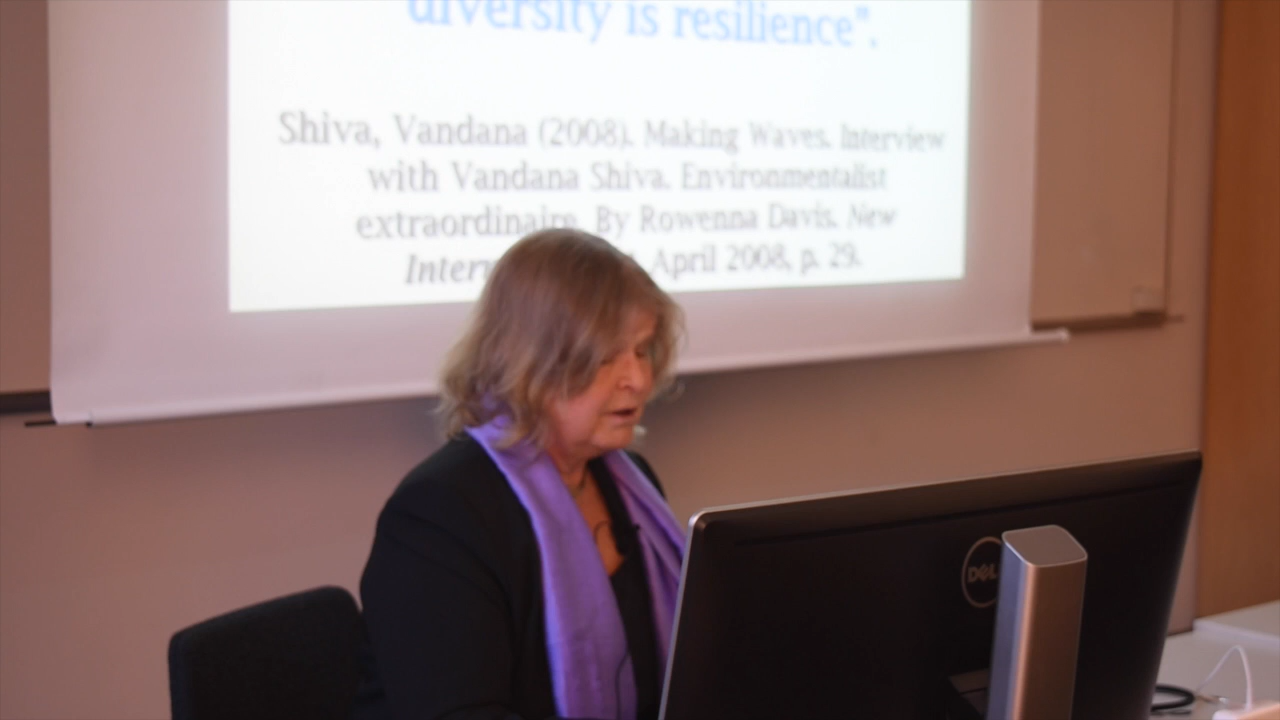 diversity is resilience".
Shiva, Vandana (2008). Making Waves. Interview
with Vandana Shiva. Environmentalist
extraordinaire. By Rowenna Davis. New
Intern April 2008, p. 29.
DELL